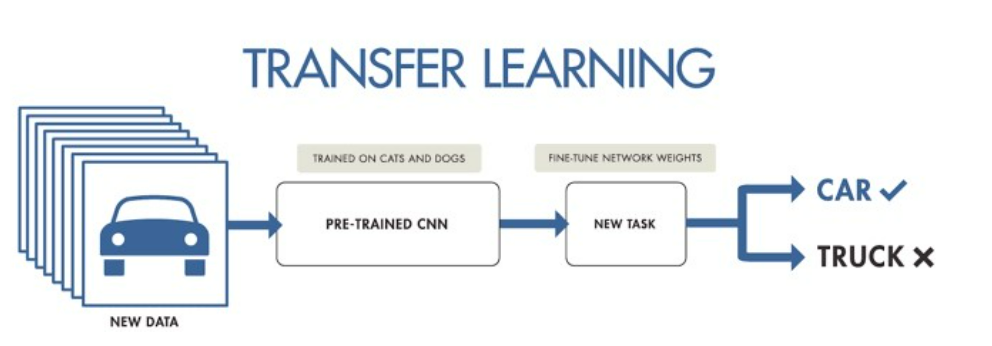 TRANSFER LEARNING
TRAINED ON CATS AND DOGS
FINE-TUNE NETWORK WEIGHTS
PRE-TRAINED CNN
NEW TASK
CAR ✓
TRUCK ✕
NEW DATA